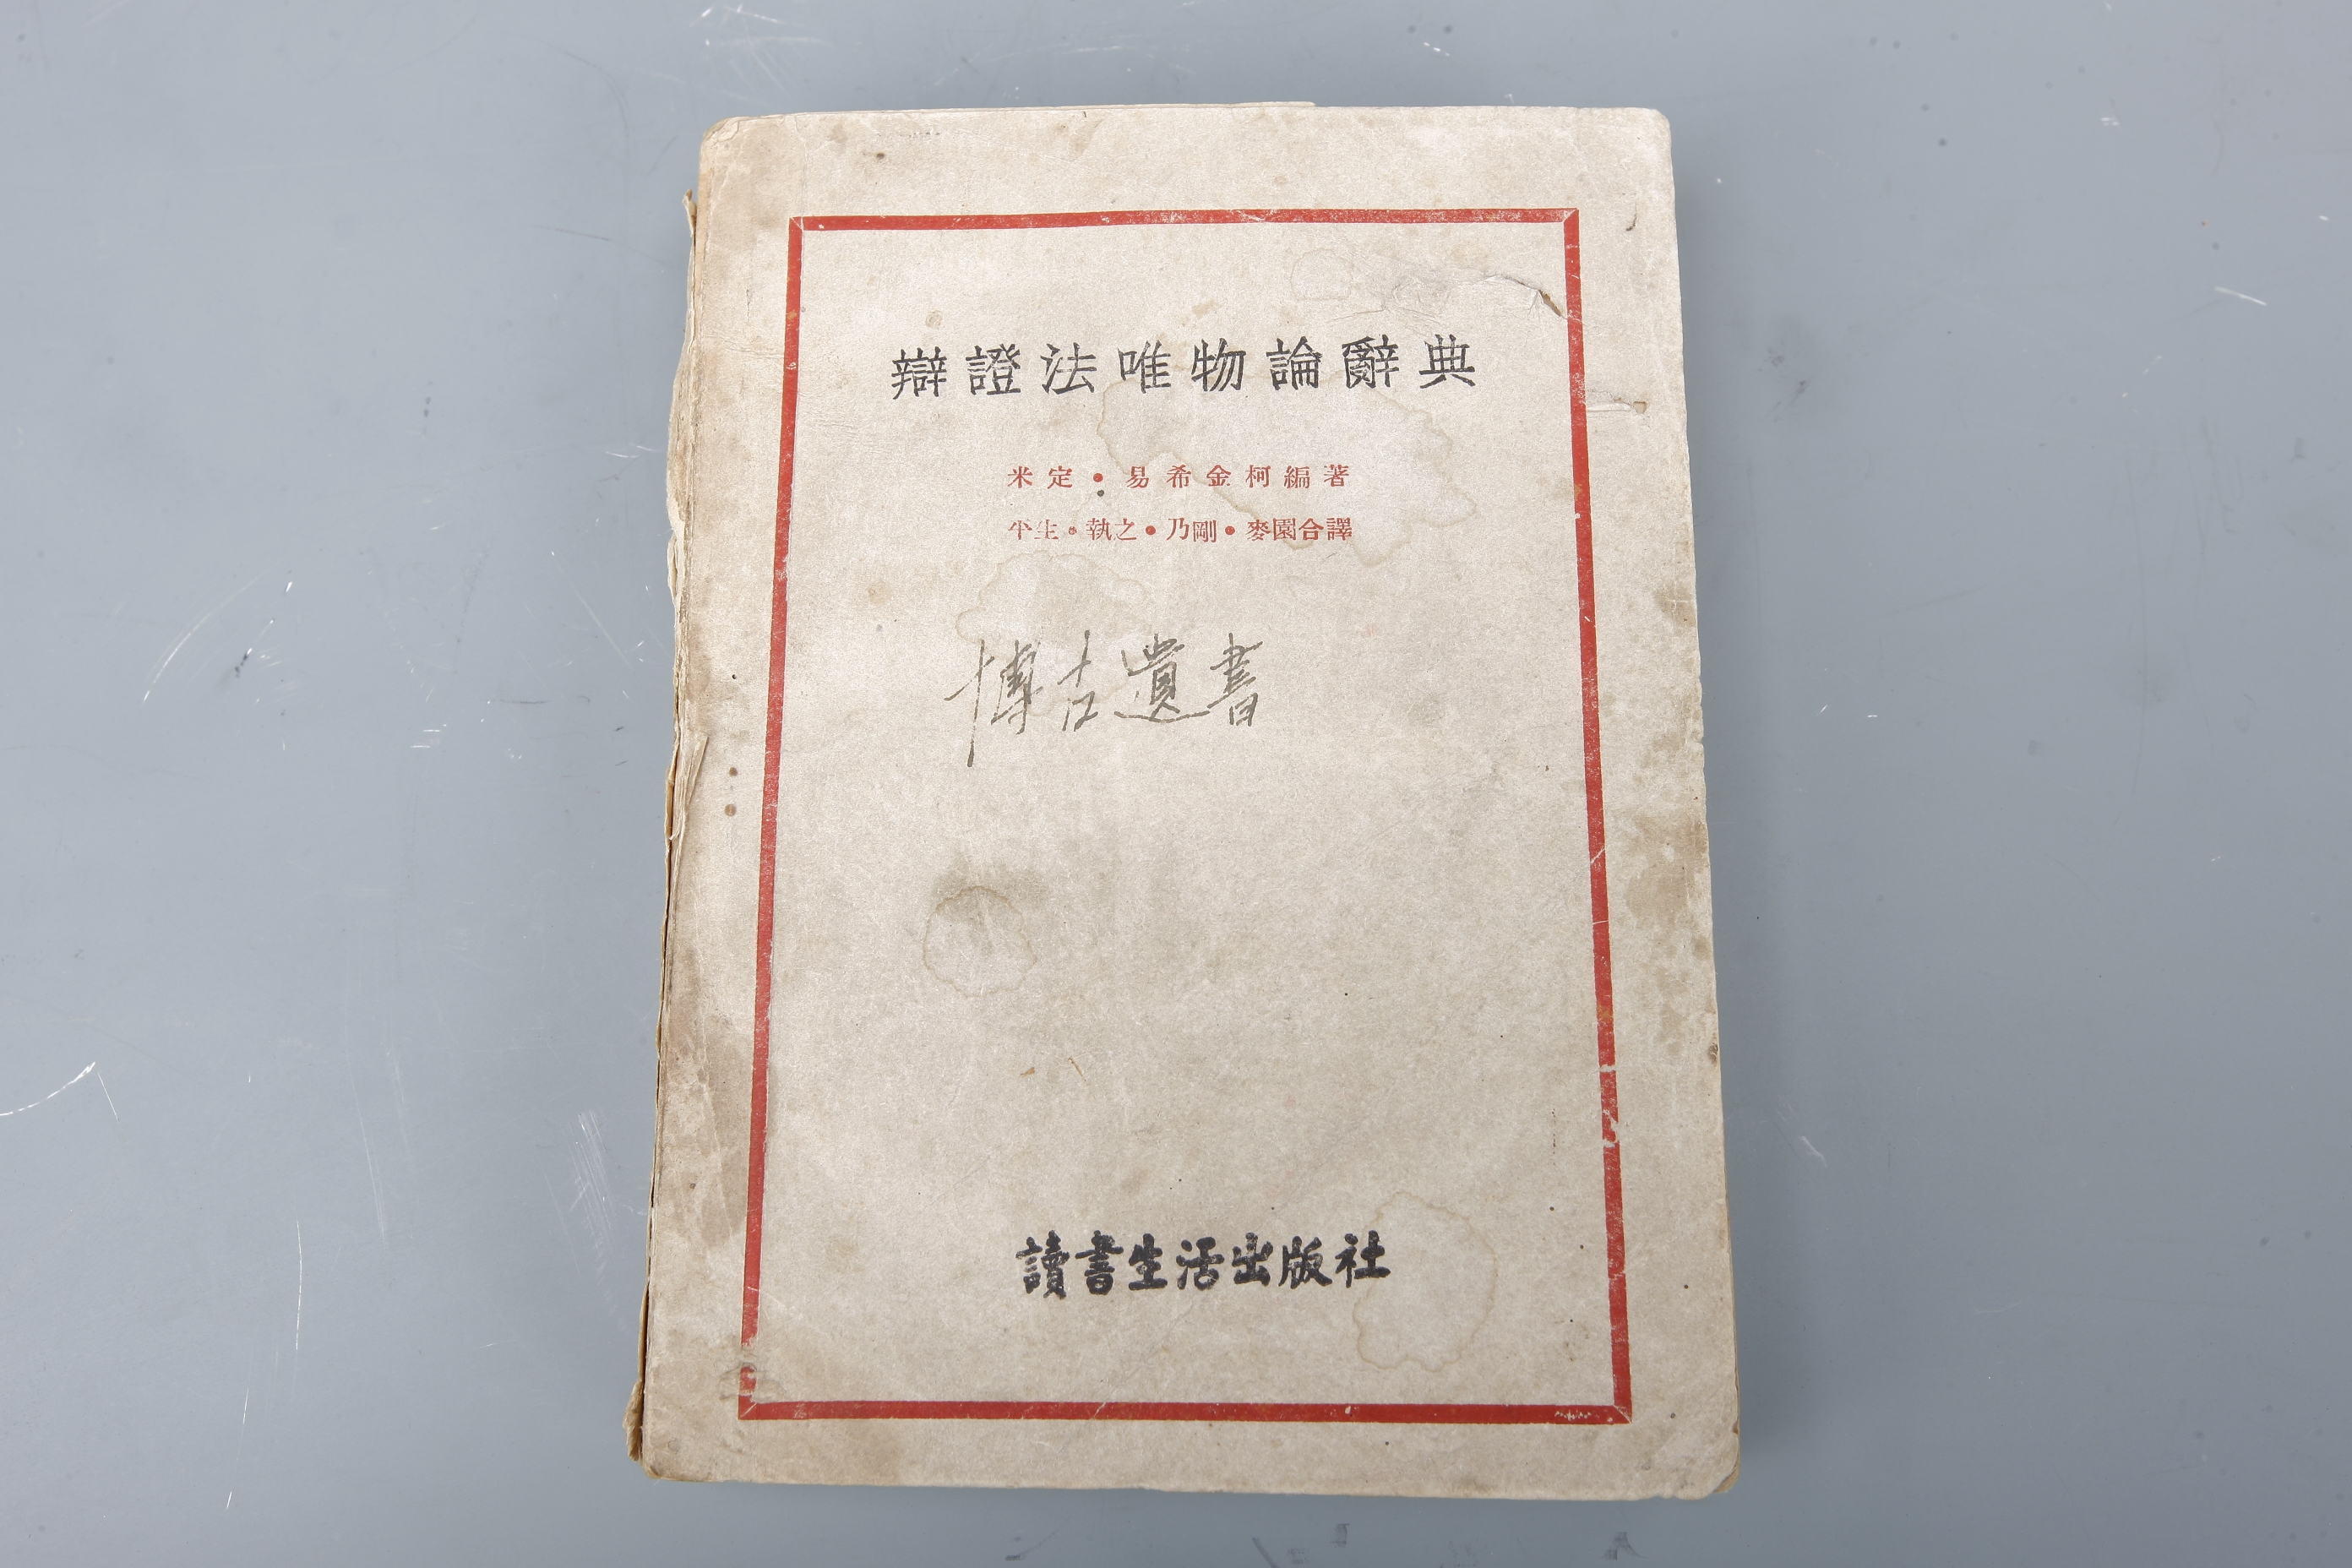 辯證法唯物論辭典
米定•易希金柯編著
平生•執之•乃剛•麥園合譯
博古遺書
讀書生活出版社